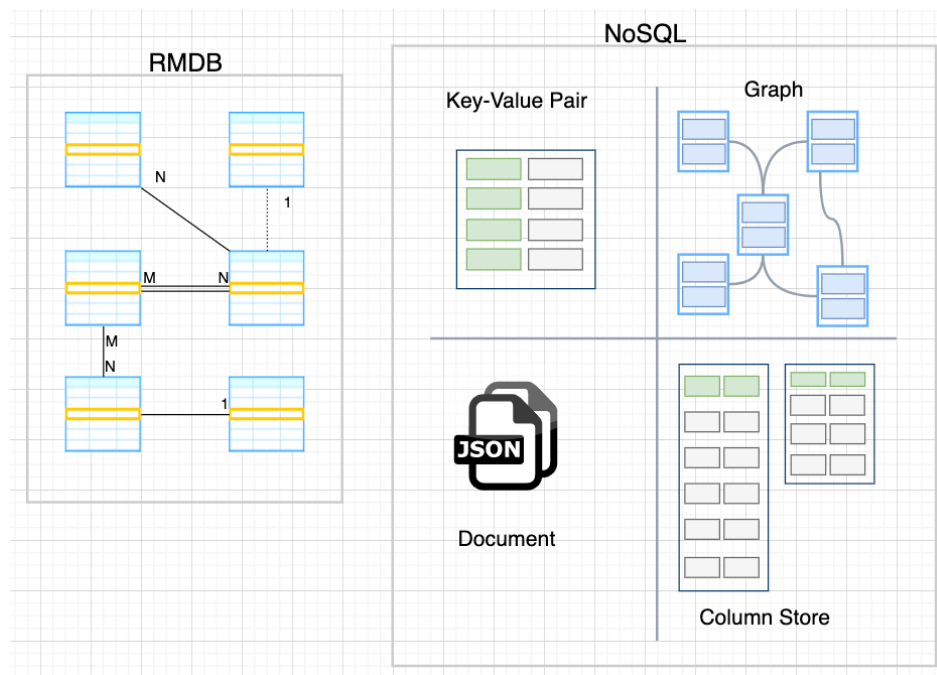 RMDB
N
1
M
N
M
N
1
NoSQL
Key-Value Pair
Graph
JSON
Document
Column Store